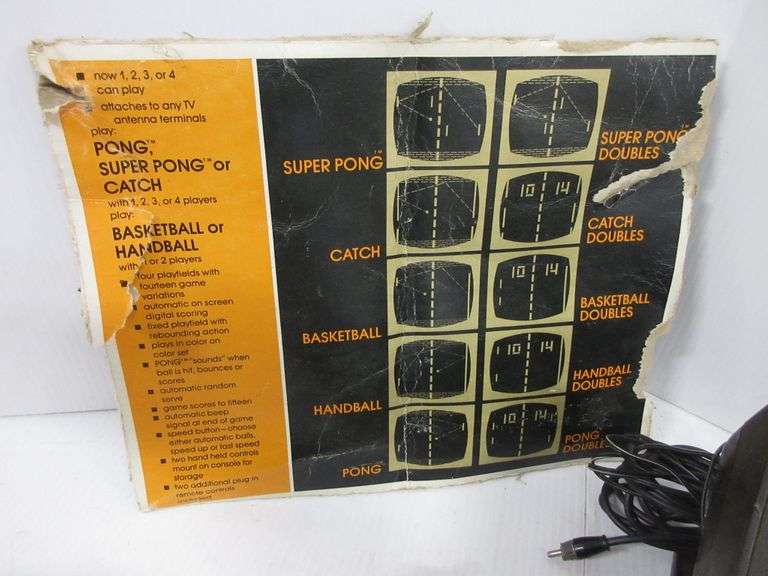 now 1, 2, 3, or 4
can play
attaches to any TV
antenna terminals
play:
PONG,™
SUPER PONG™ or
CATCH
with 1, 2, 3, or 4 players
play:
BASKETBALL or
HANDBALL
with 1 or 2 players
four playfields with
fourteen game
variations
automatic on screen
digital scoring
fixed playfield with
rebounding action
plays in color on
color set
PONG™ "sounds" when
ball is hit, bounces or
scores
automatic random
serve
game scores to fifteen
automatic beep
signal at end of game
speed button—choose
either automatic balls,
speed up or fast speed
two hand held controls
mount on console for
storage
two additional plug in
remote controls
SUPER PONG™
SUPER PONG™
DOUBLES
CATCH
10 14
CATCH
DOUBLES
BASKETBALL
10 14
BASKETBALL
DOUBLES
HANDBALL
10 14
HANDBALL
DOUBLES
PONG™
10 14
PONG
DOUBLES